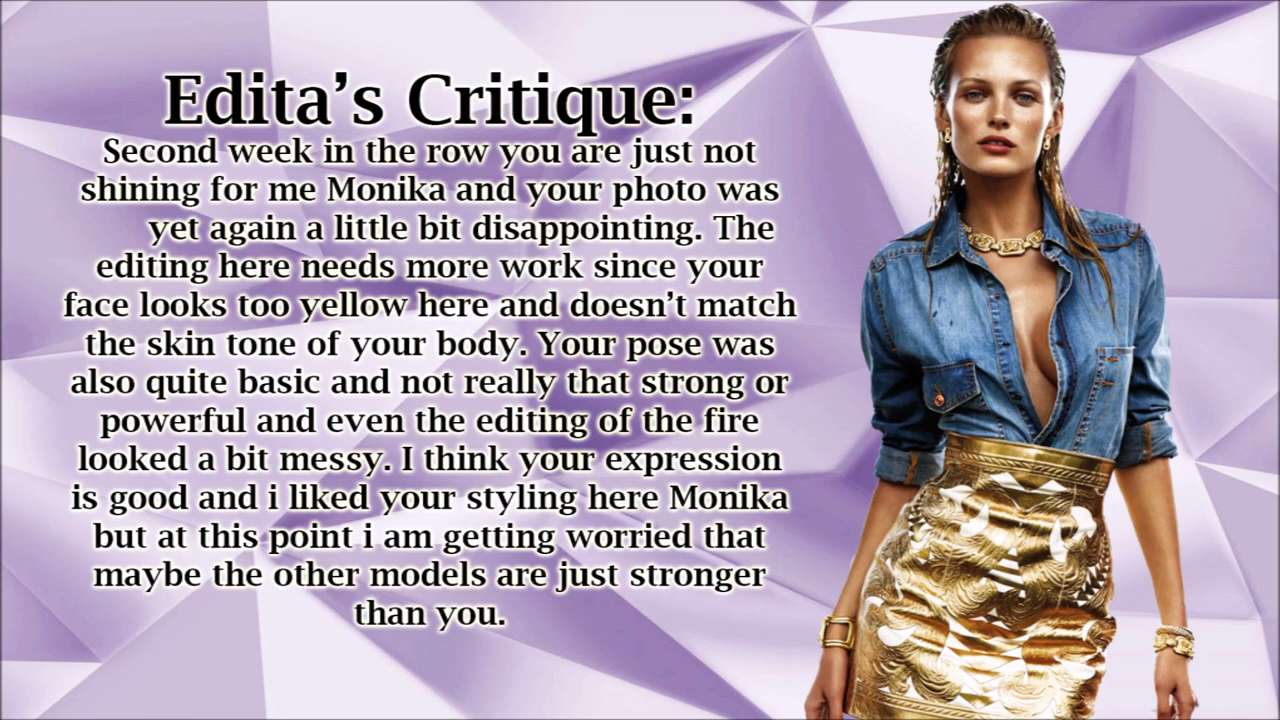 Edita's Critique:
Second week in the row you are just not
shining for me Monika and your photo was
yet again a little bit disappointing. The
editing here needs more work since your
face looks too yellow here and doesn't match
the skin tone of your body. Your pose was
also quite basic and not really that strong or
powerful and even the editing of the fire
looked a bit messy. I think your expression
is good and i liked your styling here Monika
but at this point i am getting worried that
maybe the other models are just stronger
than you.